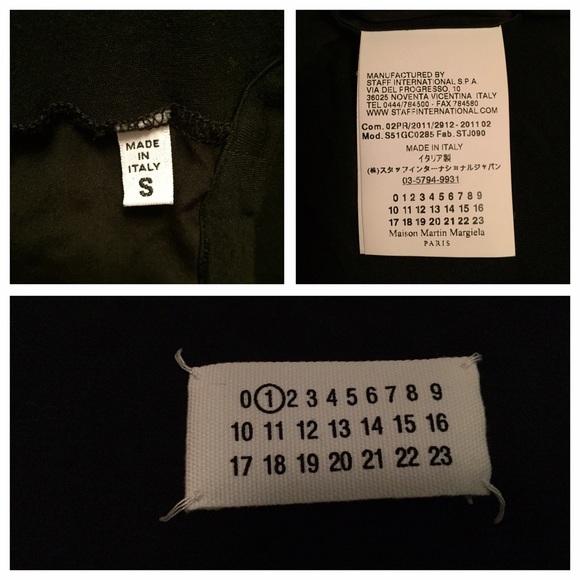 MADE
IN
ITALY
S
MANUFACTURED BY
STAFF INTERNATIONAL S.P.A.
VIA DEL PROGRESSO, 10
36025 NOVENTA VICENTINA ITALY
TEL 0444/784500 - FAX 784580
WWW.STAFFINTERNATIONAL.COM
Com. 02PR/2011/2912 - 2011 02
Mod. S51GC0285 Fab. STJ090
MADE IN ITALY
イタリア製
(株)スタッフインターナショナルジャパン
03-5794-9931
0 1 2 3 4 5 6 7 8 9
10 11 12 13 14 15 16
17 18 19 20 21 22 23
Maison Martin Margiela
PARIS
0 1 2 3 4 5 6 7 8 9
10 11 12 13 14 15 16
17 18 19 20 21 22 23